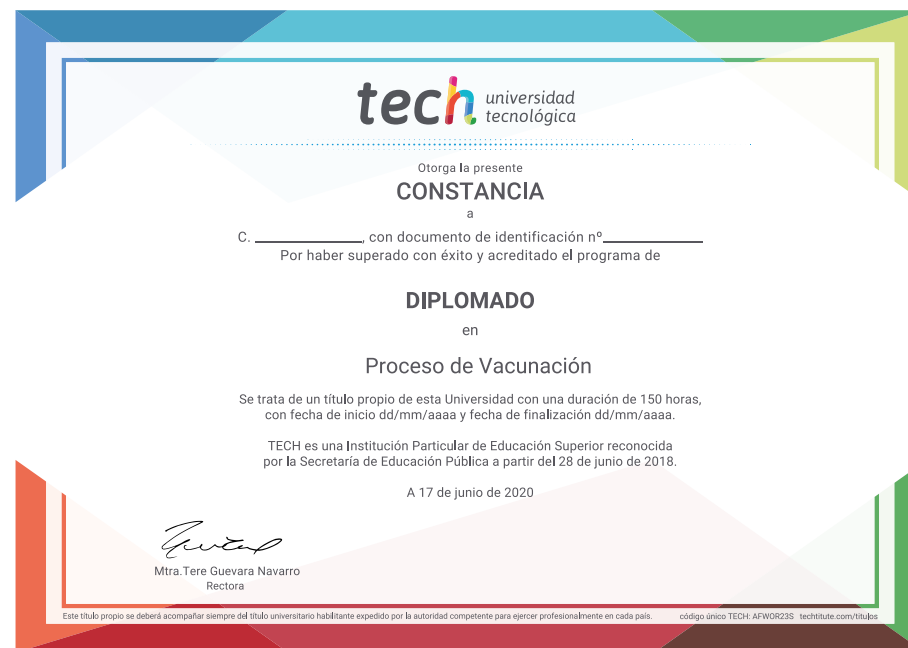 tech universidad
tecnológica
Otorga la presente
CONSTANCIA
a
C. ____________, con documento de identificación nº____________
Por haber superado con éxito y acreditado el programa de
DIPLOMADO
en
Proceso de Vacunación
Se trata de un título propio de esta Universidad con una duración de 150 horas,
con fecha de inicio dd/mm/aaaa y fecha de finalización dd/mm/aaaa.
TECH es una Institución Particular de Educación Superior reconocida
por la Secretaría de Educación Pública a partir del 28 de junio de 2018.
A 17 de junio de 2020
Mtra.Tere Guevara Navarro
Rectora
Este título propio se deberá acompañar siempre del título universitario habilitante expedido por la autoridad competente para ejercer profesionalmente en cada país. código único TECH: AFWOR23S techtitute.com/titulos